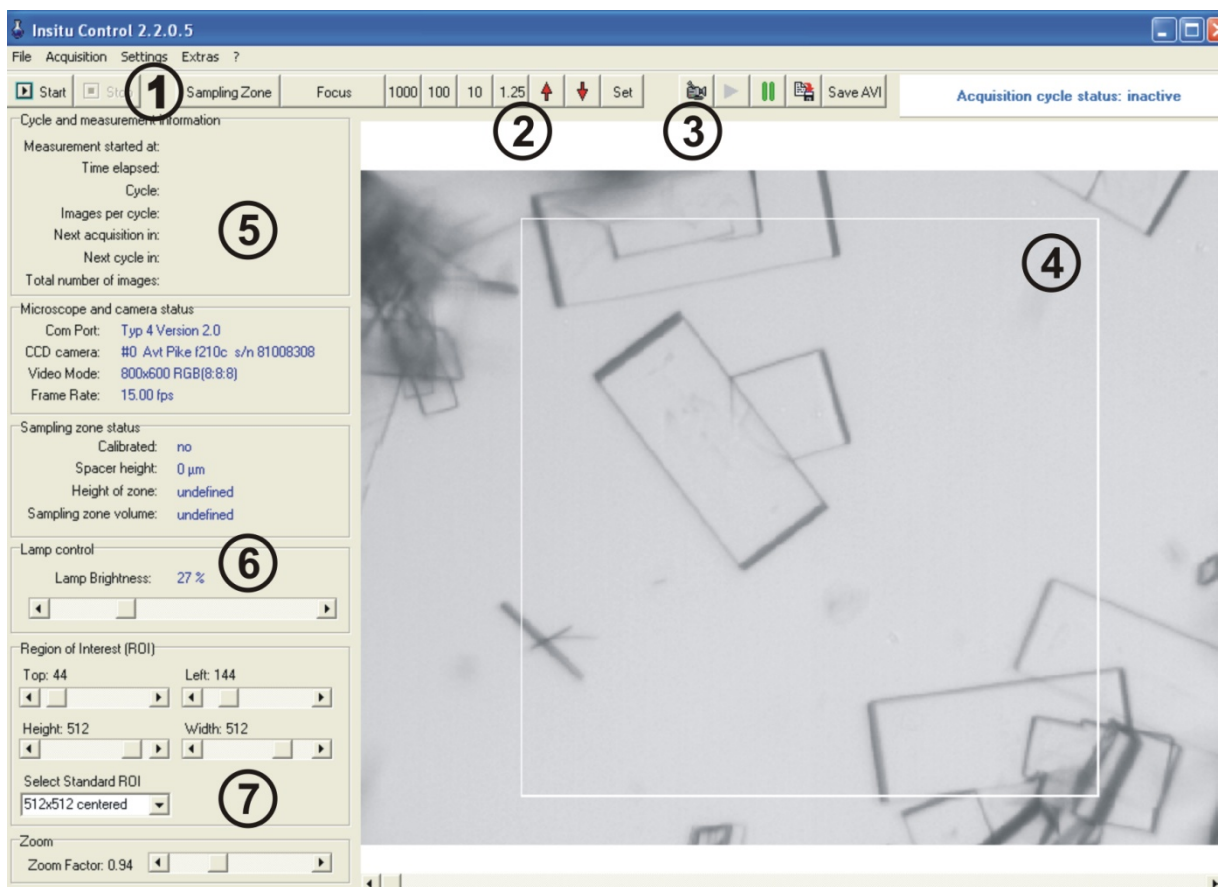 Insitu Control 2.2.0.5
File Acquisition Settings Extras ?
Start 1 Sampling Zone Focus 1000 100 10 1.25 Set Save AVI Acquisition cycle status: inactive
2
3
Cycle and measurement information
Measurement started at:
Time elapsed:
Cycle:
Images per cycle:
Next acquisition in:
Next cycle in:
Total number of images:
5
4
Microscope and camera status
Com Port: Typ 4 Version 2.0
CCD camera: #0 Avt Pike f210c s/n 81008308
Video Mode: 800x600 RGB(8:8:8)
Frame Rate: 15.00 fps
Sampling zone status
Calibrated: no
Spacer height: 0 µm
Height of zone: undefined
Sampling zone volume: undefined
Lamp control
Lamp Brightness: 27 %
6
Region of Interest (ROI)
Top: 44 Left: 144
Height: 512 Width: 512
Select Standard ROI
512x512 centered
7
Zoom
Zoom Factor: 0.94